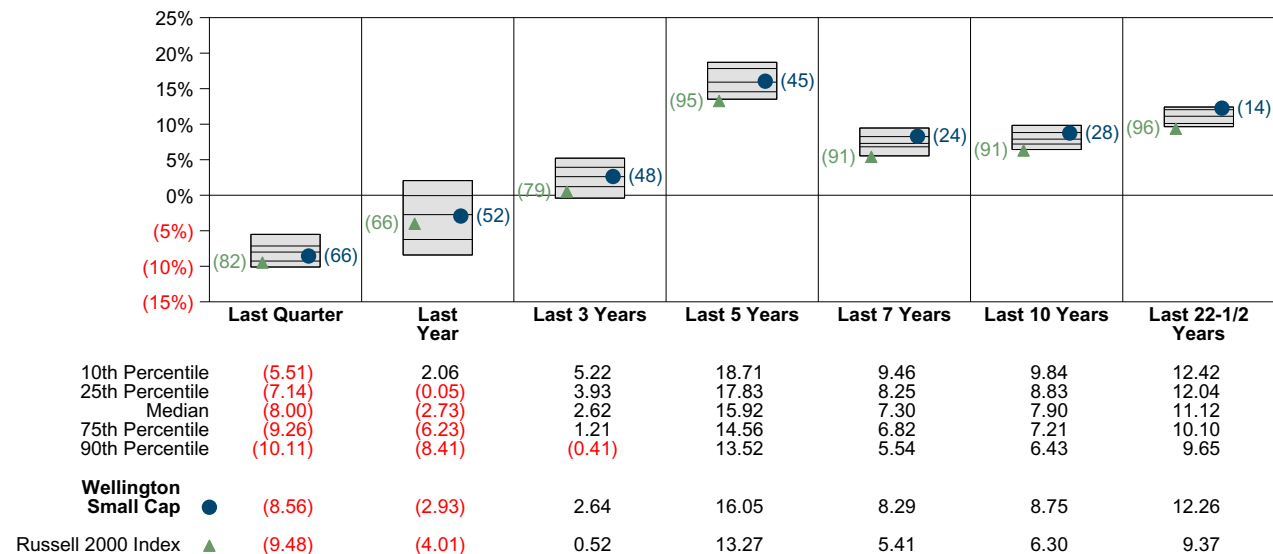 25%
20%
15%
10%
5%
0%
(5%)
(10%)
(15%)
(82) (66)
(66) (52)
(79) (48)
(95) (45)
(91) (24)
(91) (28)
(96) (14)
Last Quarter Last Year Last 3 Years Last 5 Years Last 7 Years Last 10 Years Last 22-1/2 Years
10th Percentile (5.51) 2.06 5.22 18.71 9.46 9.84 12.42
25th Percentile (7.14) (0.05) 3.93 17.83 8.25 8.83 12.04
Median (8.00) (2.73) 2.62 15.92 7.30 7.90 11.12
75th Percentile (9.26) (6.23) 1.21 14.56 6.82 7.21 10.10
90th Percentile (10.11) (8.41) (0.41) 13.52 5.54 6.43 9.65
Wellington
Small Cap (8.56) (2.93) 2.64 16.05 8.29 8.75 12.26
Russell 2000 Index (9.48) (4.01) 0.52 13.27 5.41 6.30 9.37